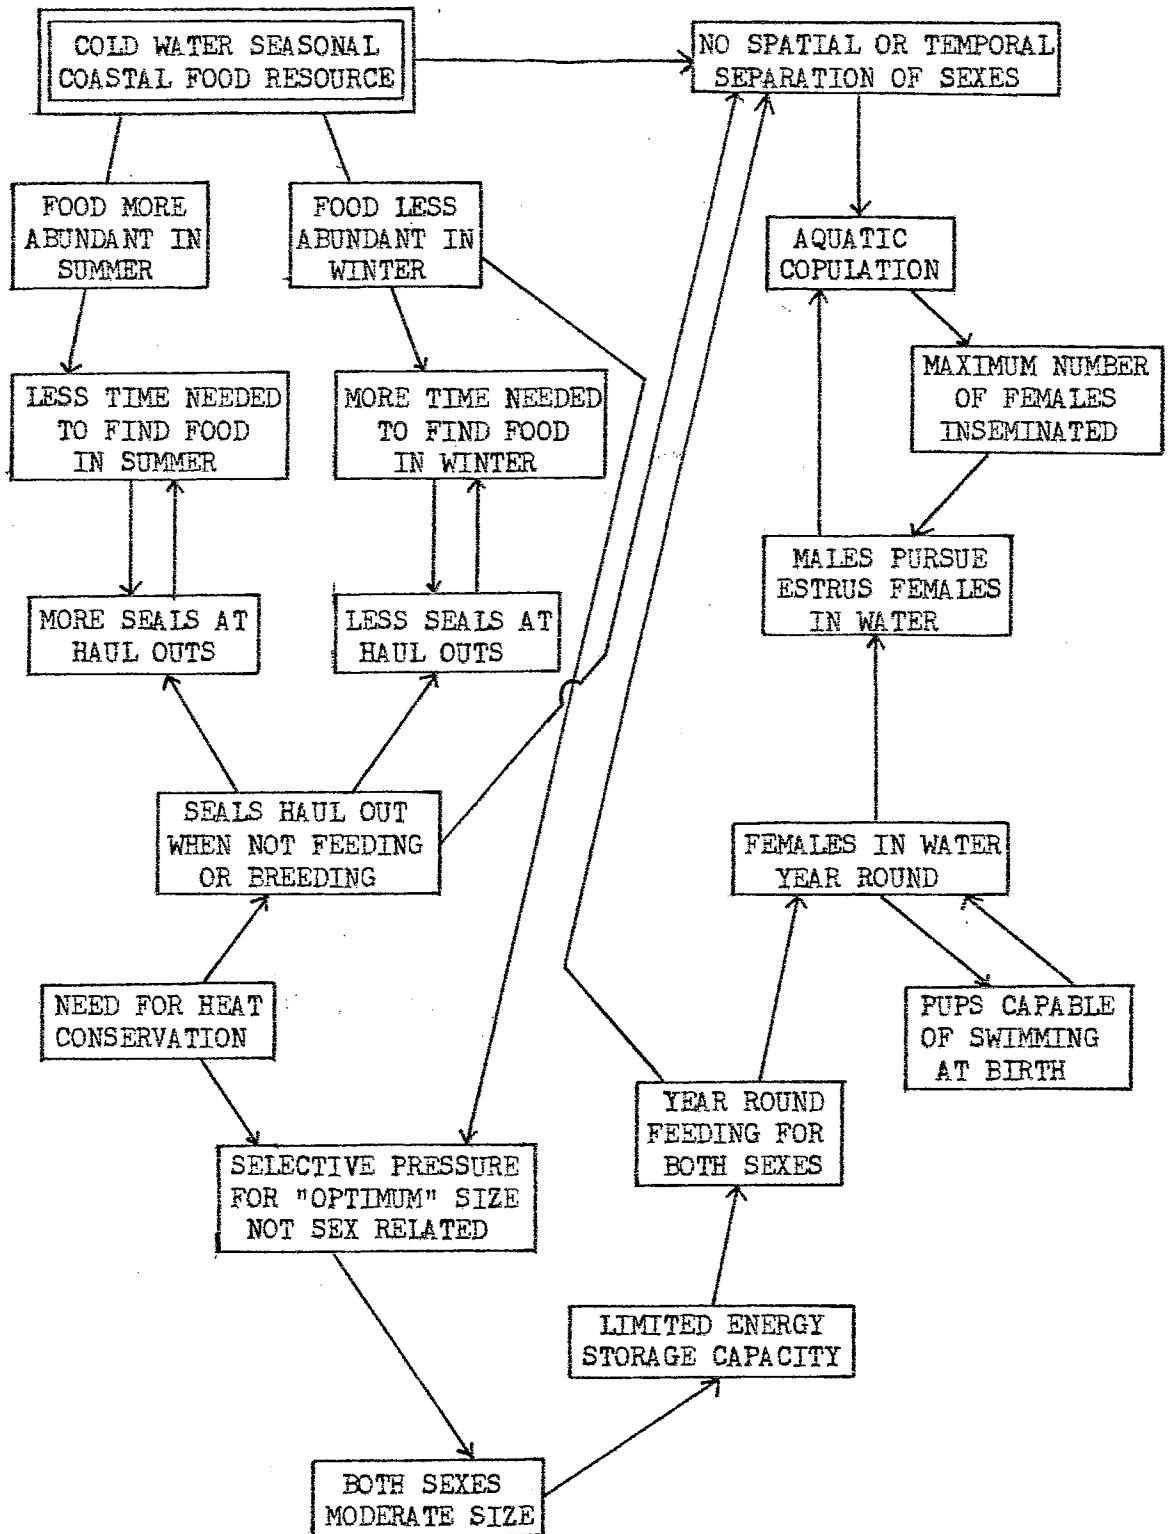 COLD WATER SEASONAL
COASTAL FOOD RESOURCE
NO SPATIAL OR TEMPORAL
SEPARATION OF SEXES
FOOD MORE
ABUNDANT IN
SUMMER
FOOD LESS
ABUNDANT IN
WINTER
AQUATIC
COPULATION
MAXIMUM NUMBER
OF FEMALES
INSEMINATED
LESS TIME NEEDED
TO FIND FOOD
IN SUMMER
MORE TIME NEEDED
TO FIND FOOD
IN WINTER
MALES PURSUE
ESTRUS FEMALES
IN WATER
MORE SEALS AT
HAUL OUTS
LESS SEALS AT
HAUL OUTS
SEALS HAUL OUT
WHEN NOT FEEDING
OR BREEDING
FEMALES IN WATER
YEAR ROUND
NEED FOR HEAT
CONSERVATION
PUPS CAPABLE
OF SWIMMING
AT BIRTH
YEAR ROUND
FEEDING FOR
BOTH SEXES
SELECTIVE PRESSURE
FOR "OPTIMUM" SIZE
NOT SEX RELATED
LIMITED ENERGY
STORAGE CAPACITY
BOTH SEXES
MODERATE SIZE